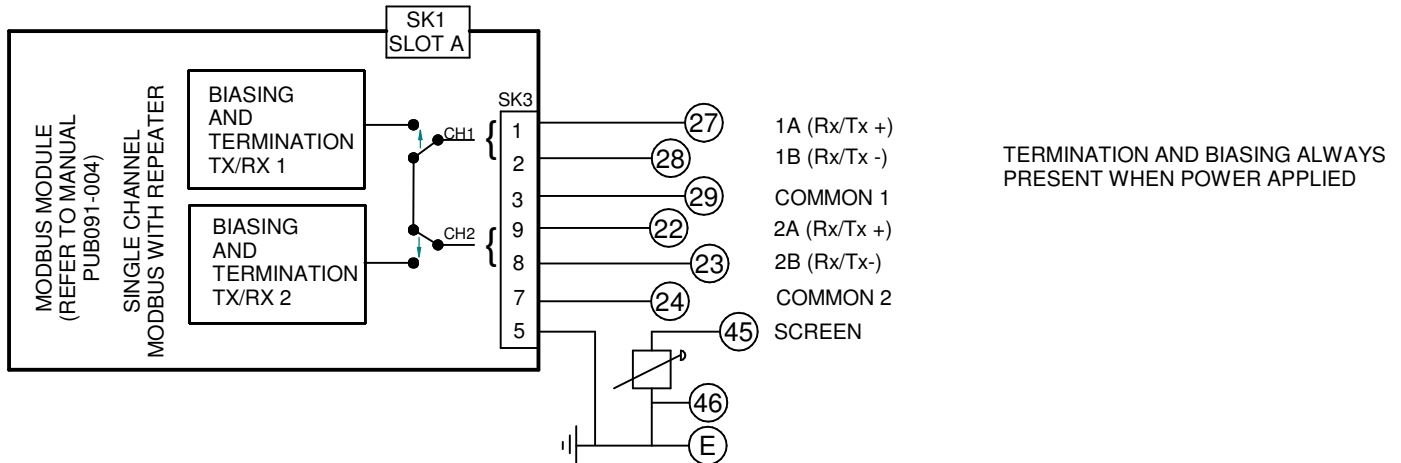 SK1
SLOT A
MODBUS MODULE
(REFER TO MANUAL
PUB091-004)
SINGLE CHANNEL
MODBUS WITH REPEATER
BIASING
AND
TERMINATION
TX/RX 1
BIASING
AND
TERMINATION
TX/RX 2
CH1
CH2
SK3
1
2
3
9
8
7
5
27
28
29
22
23
24
45
46
E
1A (Rx/Tx +)
1B (Rx/Tx -)
COMMON 1
2A (Rx/Tx +)
2B (Rx/Tx-)
COMMON 2
SCREEN
TERMINATION AND BIASING ALWAYS
PRESENT WHEN POWER APPLIED